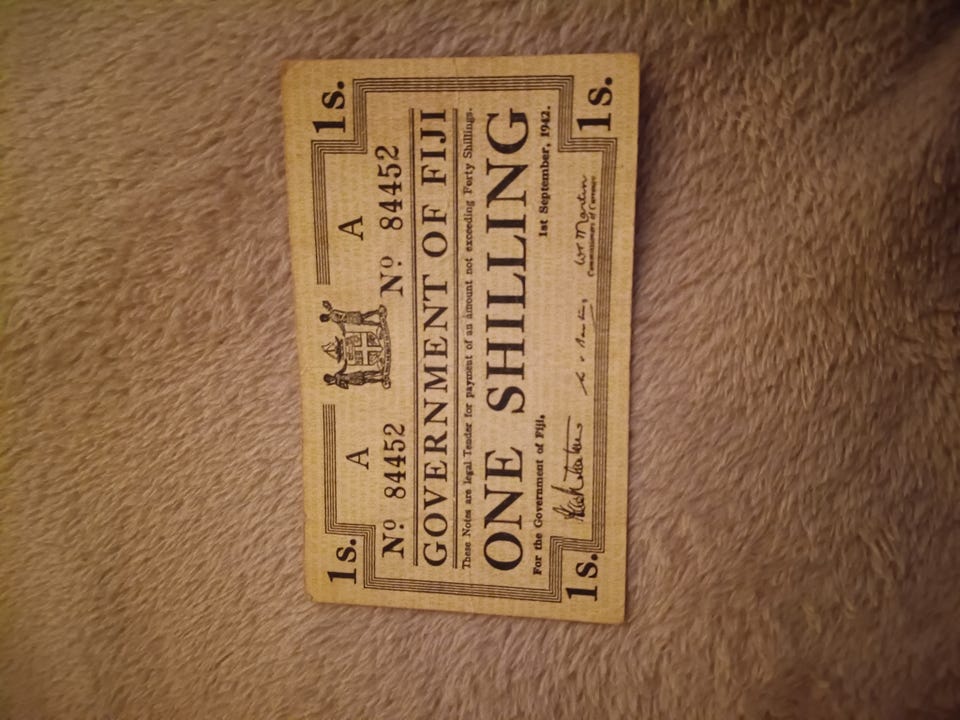 1s. 1s.
A A
Nº 84452 Nº 84452
GOVERNMENT OF FIJI
These Notes are legal Tender for payment of an amount not exceeding Forty Shillings.
ONE SHILLING
For the Government of Fiji,
1st September, 1942.
Commissioners of Currency
1s. 1s.